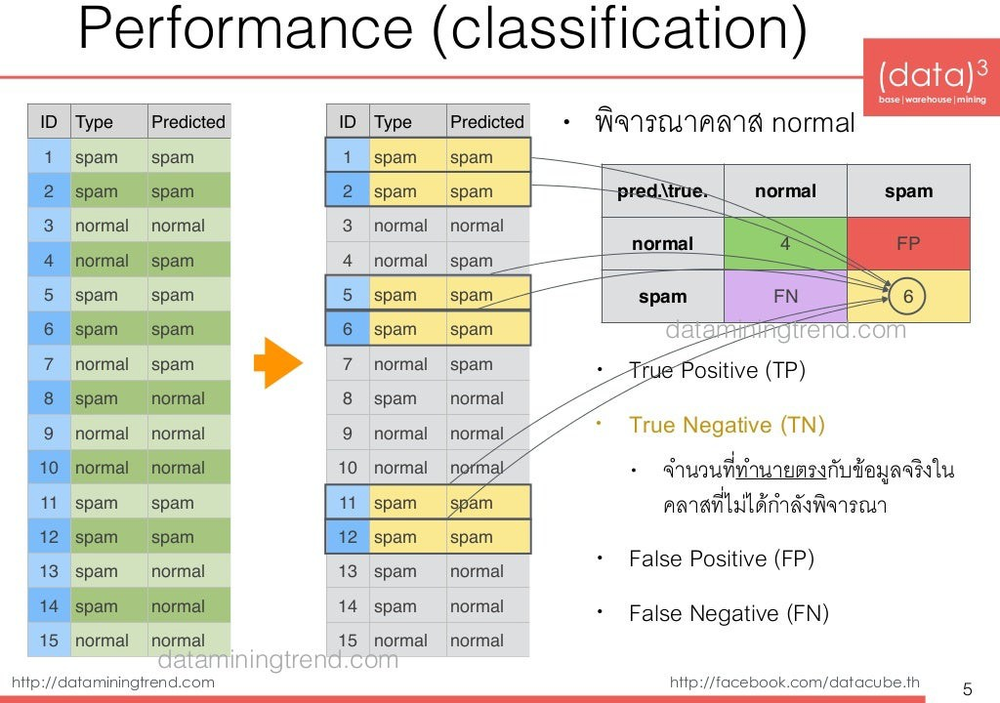 Performance (classification)
(data)3
base|warehouse|mining
ID Type Predicted
1 spam spam
2 spam spam
3 normal normal
4 normal spam
5 spam spam
6 spam spam
7 normal spam
8 spam normal
9 normal normal
10 normal normal
11 spam spam
12 spam spam
13 spam normal
14 spam normal
15 normal normal
ID Type Predicted
1 spam spam
2 spam spam
3 normal normal
4 normal spam
5 spam spam
6 spam spam
7 normal spam
8 spam normal
9 normal normal
10 normal normal
11 spam spam
12 spam spam
13 spam normal
14 spam normal
15 normal normal
• พิจารณาคลาส normal
pred.\true. normal spam
normal 4 FP
spam FN 6
dataminingtrend.com
• True Positive (TP)
• True Negative (TN)
• จำนวนที่ทำนายตรงกับข้อมูลจริงใน
คลาสที่ไม่ได้กำลังพิจารณา
• False Positive (FP)
• False Negative (FN)
dataminingtrend.com
http://dataminingtrend.com
http://facebook.com/datacube.th
5